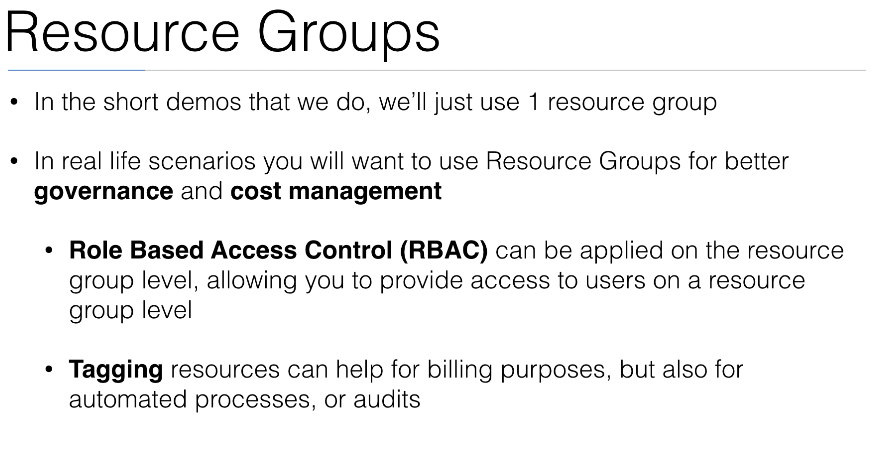 Resource Groups
• In the short demos that we do, we'll just use 1 resource group
• In real life scenarios you will want to use Resource Groups for better
governance and cost management
• Role Based Access Control (RBAC) can be applied on the resource
group level, allowing you to provide access to users on a resource
group level
• Tagging resources can help for billing purposes, but also for
automated processes, or audits